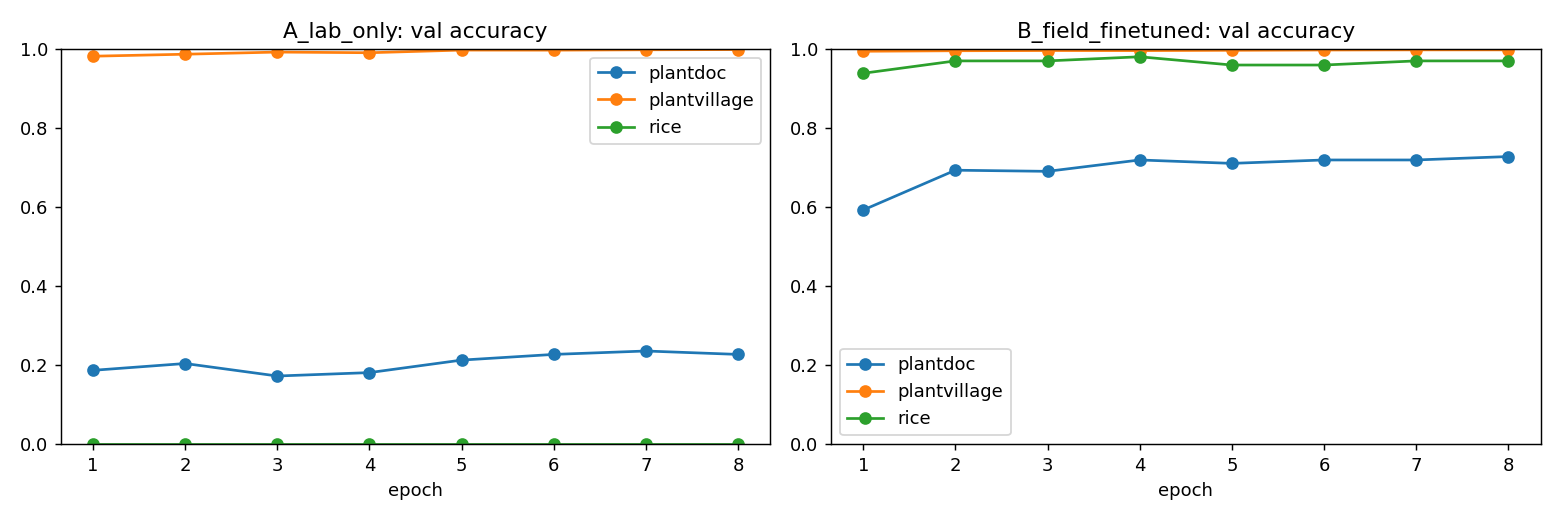 A_lab_only: val accuracy
1.0
0.8
0.6
0.4
0.2
0.0
plantdoc
plantvillage
rice
1 2 3 4 5 6 7 8
epoch
B_field_finetuned: val accuracy
1.0
0.8
0.6
0.4
0.2
0.0
plantdoc
plantvillage
rice
1 2 3 4 5 6 7 8
epoch